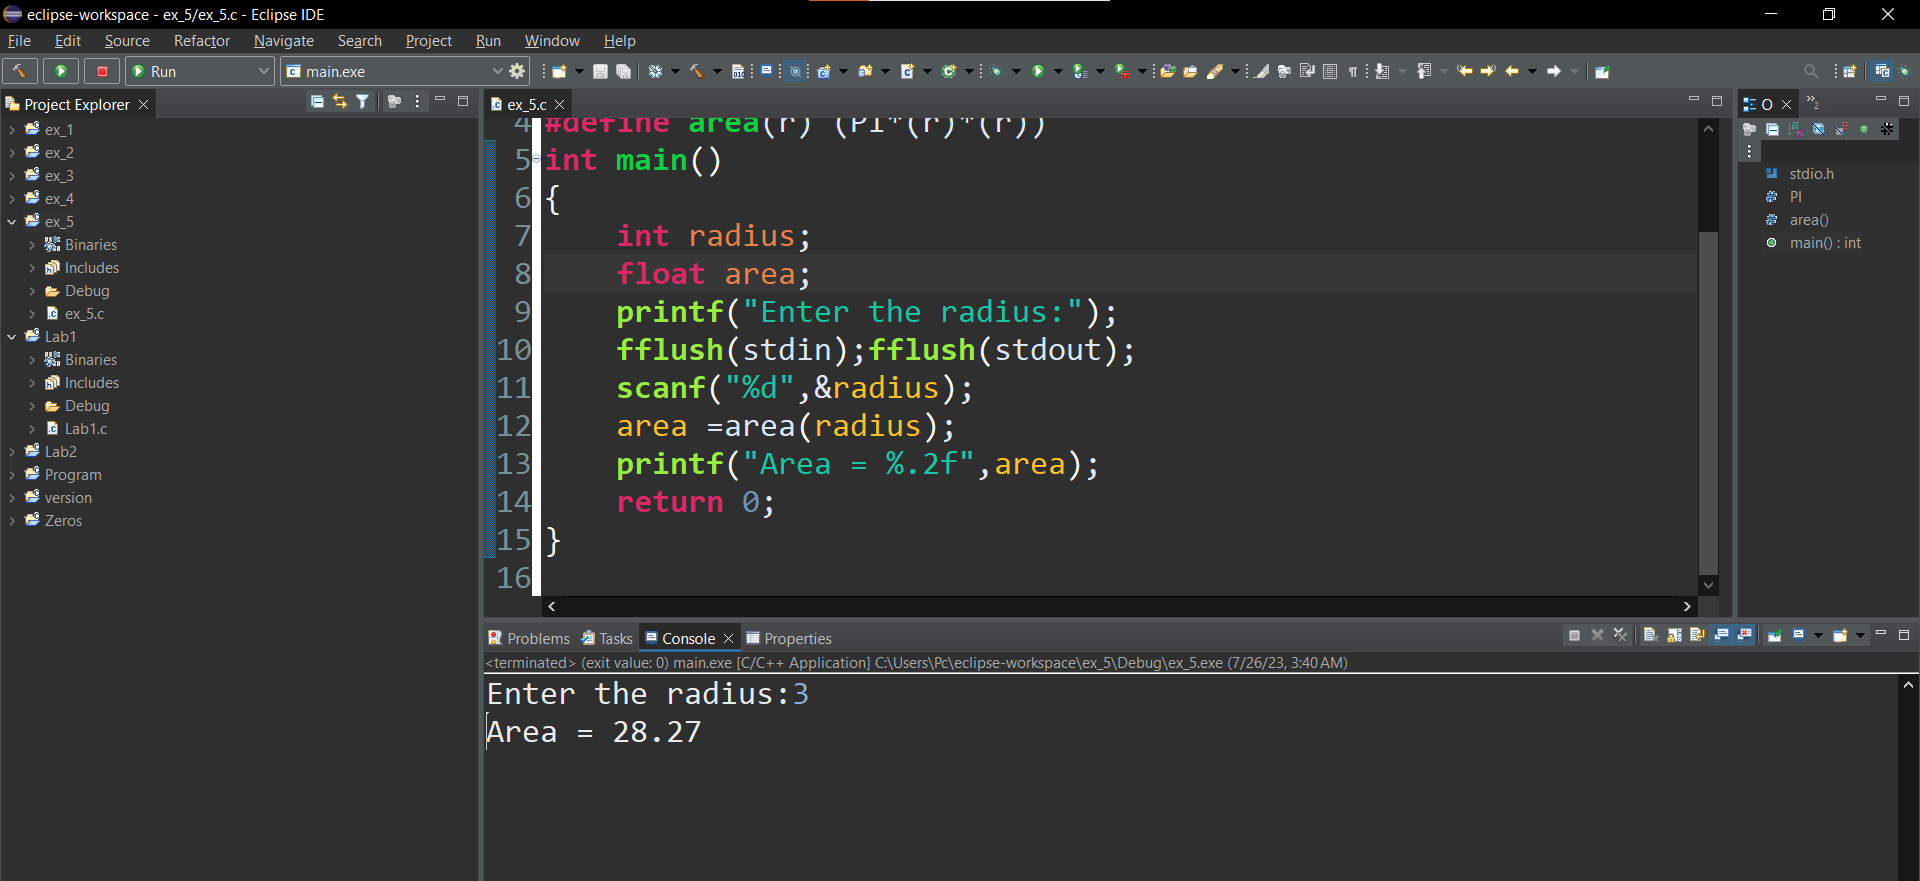 eclipse-workspace - ex_5/ex_5.c - Eclipse IDE
File Edit Source Refactor Navigate Search Project Run Window Help
Run main.exe
Project Explorer
ex_1
ex_2
ex_3
ex_4
ex_5
Binaries
Includes
Debug
ex_5.c
Lab1
Binaries
Includes
Debug
Lab1.c
Lab2
Program
version
Zeros
ex_5.c
4 #define area(r) (PI*(r)*(r))
5 int main()
6 {
7 int radius;
8 float area;
9 printf("Enter the radius:");
10 fflush(stdin);fflush(stdout);
11 scanf("%d",&radius);
12 area =area(radius);
13 printf("Area = %.2f",area);
14 return 0;
15 }
16
O »2
stdio.h
PI
area()
main() : int
Problems Tasks Console Properties
<terminated> (exit value: 0) main.exe [C/C++ Application] C:\Users\Pc\eclipse-workspace\ex_5\Debug\ex_5.exe (7/26/23, 3:40 AM)
Enter the radius:3
Area = 28.27